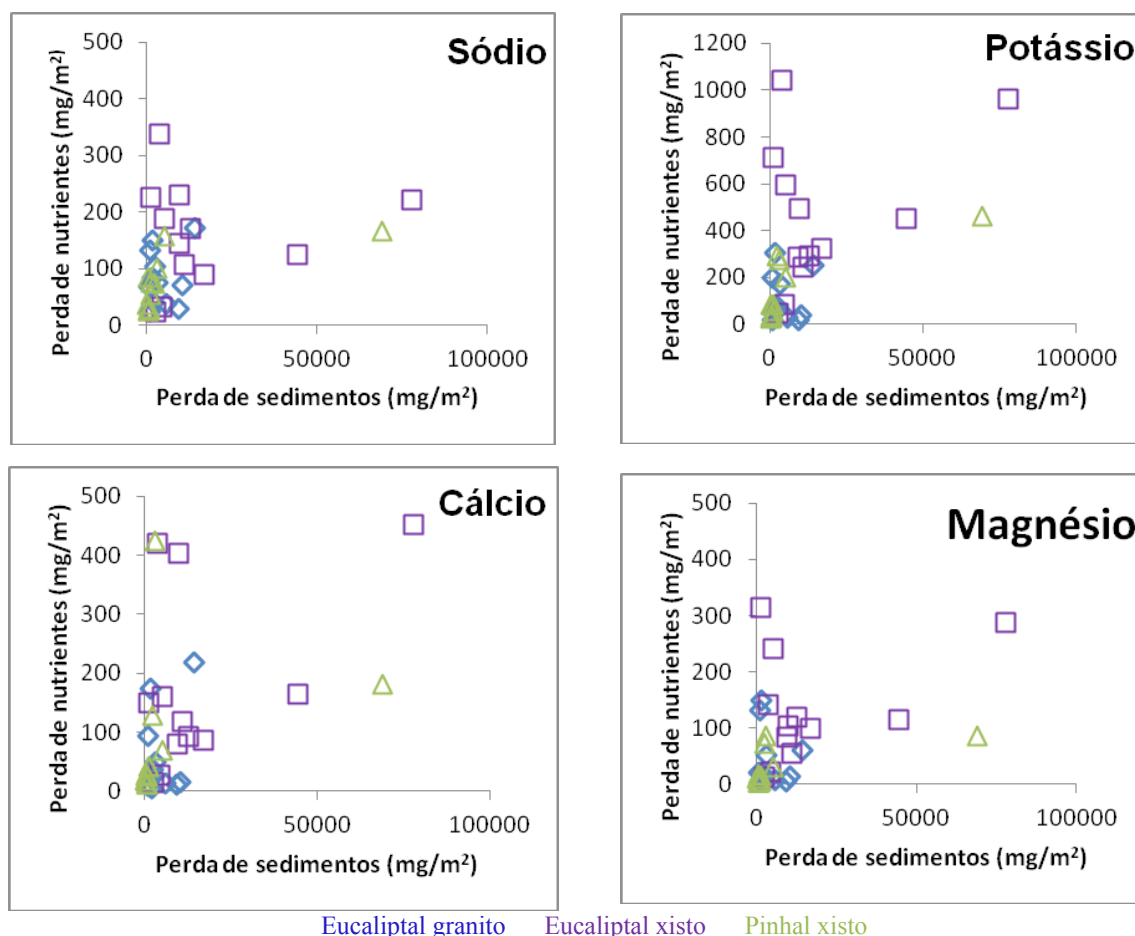 Sódio
Perda de nutrientes (mg/m²)
500
400
300
200
100
0
0 50000 100000
Perda de sedimentos (mg/m²)
Potássio
Perda de nutrientes (mg/m²)
1200
1000
800
600
400
200
0
0 50000 100000
Perda de sedimentos (mg/m²)
Cálcio
Perda de nutrientes (mg/m²)
500
400
300
200
100
0
0 50000 100000
Perda de sedimentos (mg/m²)
Magnésio
Perda de nutrientes (mg/m²)
500
400
300
200
100
0
0 50000 100000
Perda de sedimentos (mg/m²)
Eucaliptal granito Eucaliptal xisto Pinhal xisto